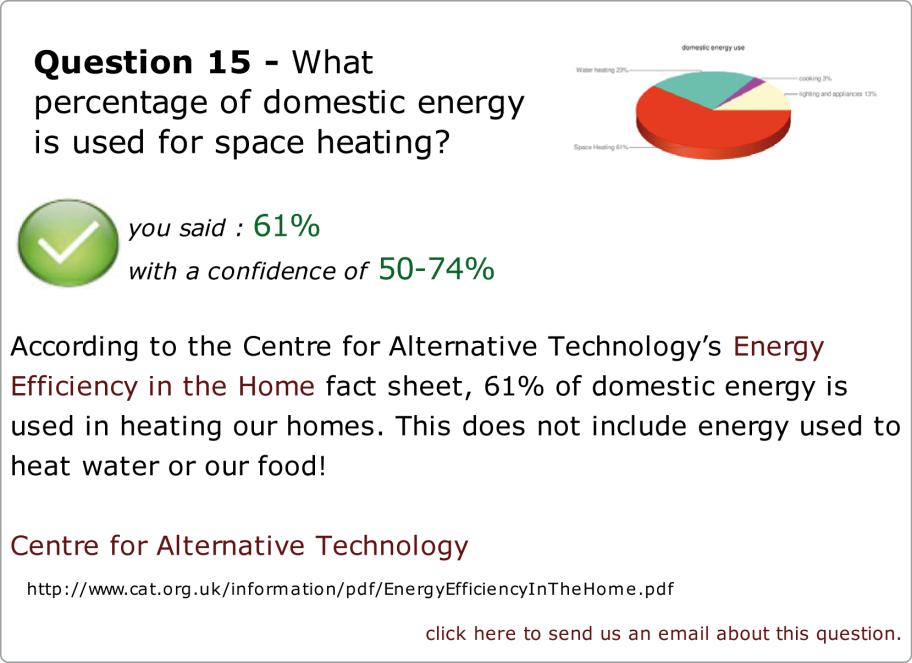 Question 15 - What
percentage of domestic energy
is used for space heating?
domestic energy use
Water heating 23%
cooking 3%
lighting and appliances 13%
Space Heating 61%
you said : 61%
with a confidence of 50-74%
According to the Centre for Alternative Technology’s Energy
Efficiency in the Home fact sheet, 61% of domestic energy is
used in heating our homes. This does not include energy used to
heat water or our food!
Centre for Alternative Technology
http://www.cat.org.uk/information/pdf/EnergyEfficiencyInTheHome.pdf
click here to send us an email about this question.